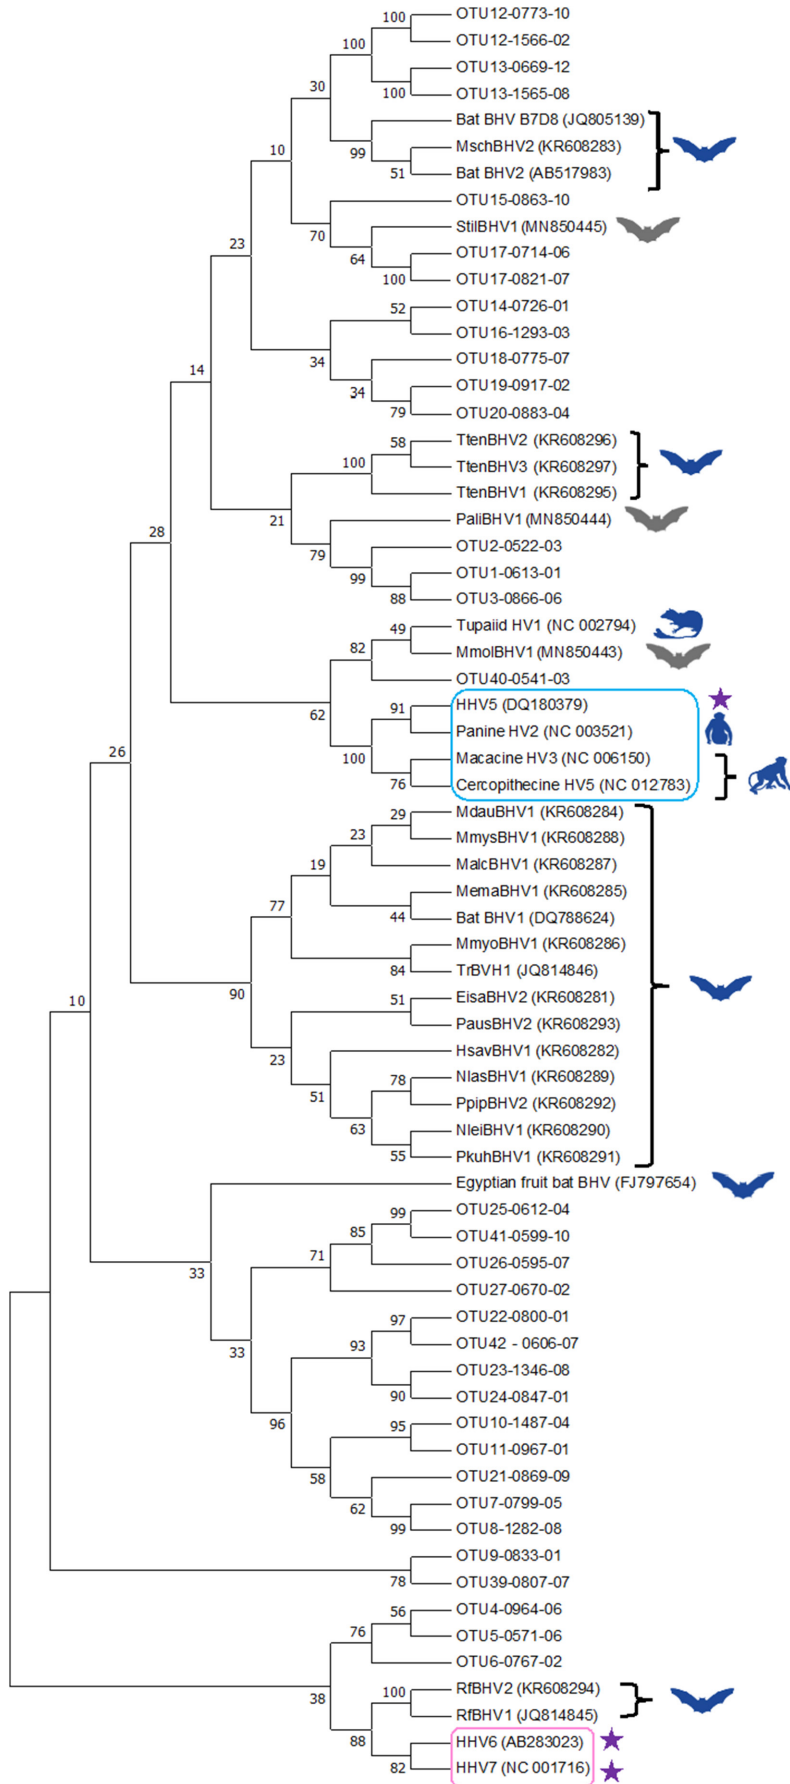 100
OTU12-0773-10
OTU12-1566-02
100
OTU13-0669-12
100
OTU13-1565-08
30
Bat BHV B7D8 (JQ805139)
99
MschBHV2 (KR608283)
51
Bat BHV2 (AB517983)
10
OTU15-0863-10
70
StilBHV1 (MN850445)
64
OTU17-0714-06
100
OTU17-0821-07
23
52
OTU14-0726-01
OTU16-1293-03
34
OTU18-0775-07
34
OTU19-0917-02
79
OTU20-0883-04
14
58
TtenBHV2 (KR608296)
100
TtenBHV3 (KR608297)
TtenBHV1 (KR608295)
21
PaliBHV1 (MN850444)
79
OTU2-0522-03
99
OTU1-0613-01
88
OTU3-0866-06
28
49
Tupaiid HV1 (NC 002794)
82
MmolBHV1 (MN850443)
OTU40-0541-03
62
91
HHV5 (DQ180379)
Panine HV2 (NC 003521)
100
Macacine HV3 (NC 006150)
76
Cercopithecine HV5 (NC 012783)
26
29
MdauBHV1 (KR608284)
23
MmysBHV1 (KR608288)
19
MalcBHV1 (KR608287)
MemaBHV1 (KR608285)
44
Bat BHV1 (DQ788624)
77
MmyoBHV1 (KR608286)
84
TrBVH1 (JQ814846)
90
51
EisaBHV2 (KR608281)
PausBHV2 (KR608293)
23
HsavBHV1 (KR608282)
51
78
NlasBHV1 (KR608289)
PpipBHV2 (KR608292)
63
NleiBHV1 (KR608290)
55
PkuhBHV1 (KR608291)
10
Egyptian fruit bat BHV (FJ797654)
33
99
OTU25-0612-04
85
OTU41-0599-10
71
OTU26-0595-07
OTU27-0670-02
33
97
OTU22-0800-01
93
OTU42 - 0606-07
OTU23-1346-08
90
OTU24-0847-01
96
95
OTU10-1487-04
OTU11-0967-01
58
OTU21-0869-09
62
OTU7-0799-05
99
OTU8-1282-08
OTU9-0833-01
78
OTU39-0807-07
56
OTU4-0964-06
76
OTU5-0571-06
OTU6-0767-02
38
100
RfBHV2 (KR608294)
RfBHV1 (JQ814845)
88
HHV6 (AB283023)
82
HHV7 (NC 001716)